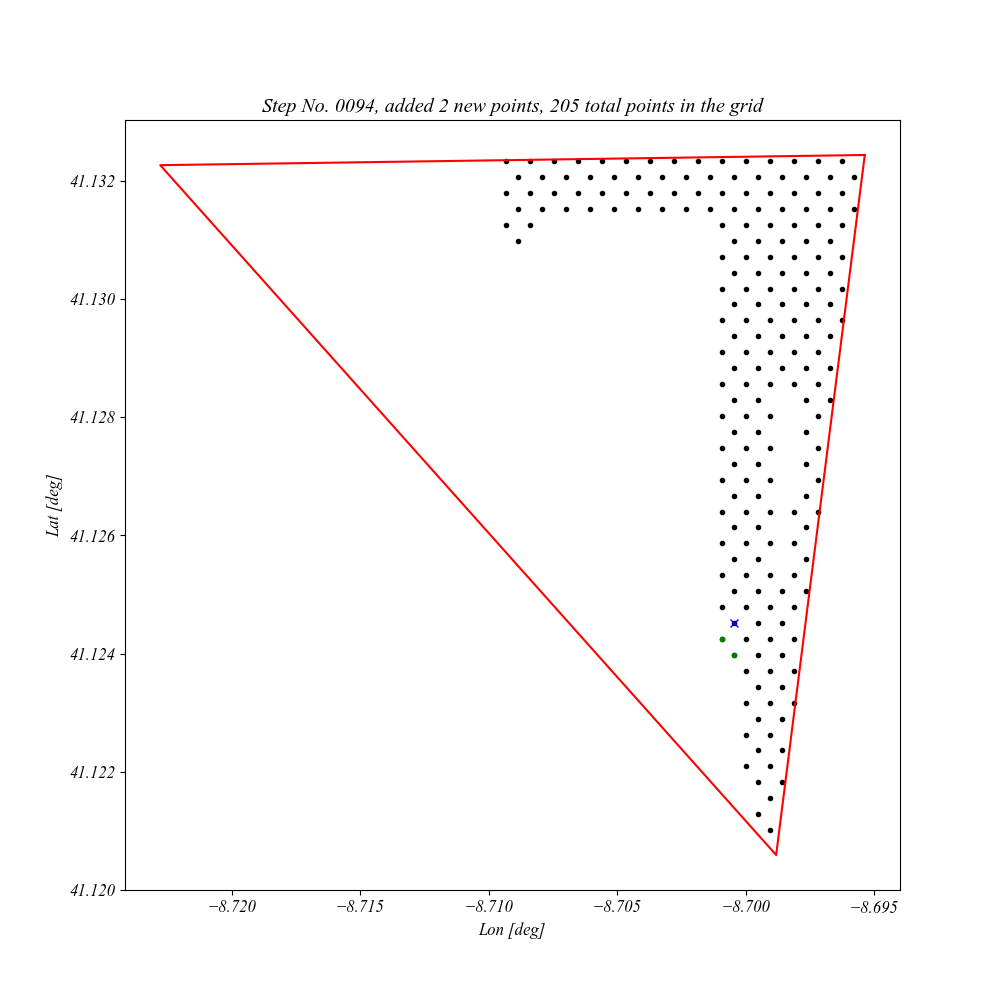 Step No. 0094, added 2 new points, 205 total points in the grid
41.132
41.130
41.128
41.126
41.124
41.122
41.120
Lat [deg]
−8.720 −8.715 −8.710 −8.705 −8.700 −8.695
Lon [deg]